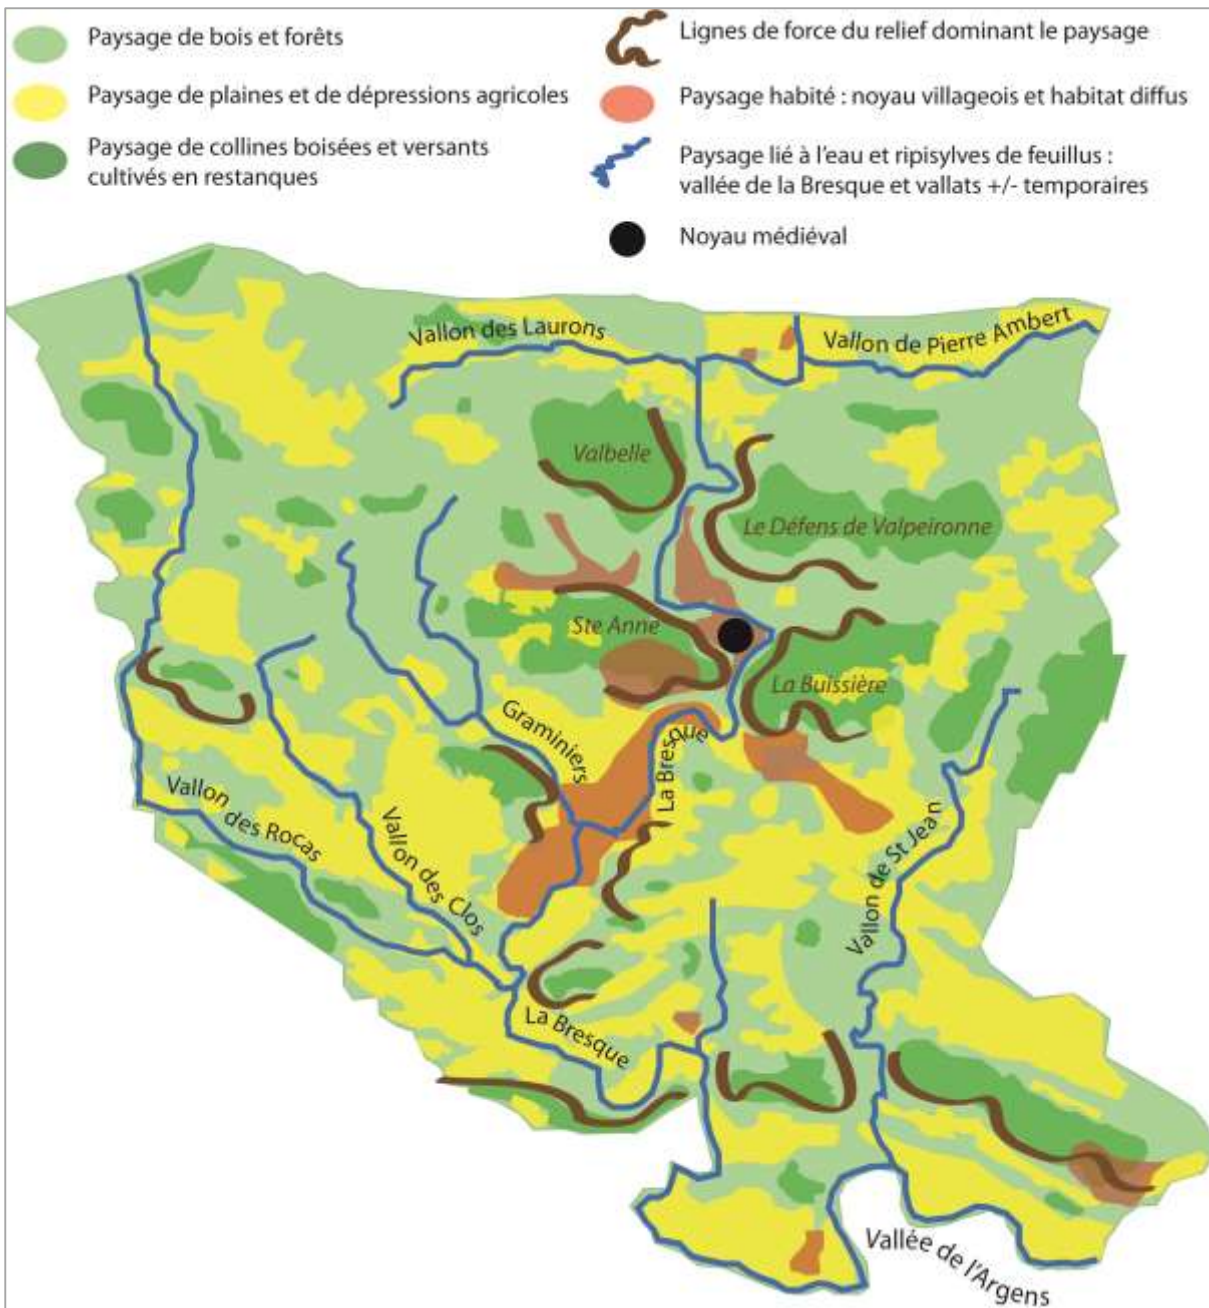 Paysage de bois et forêts
Paysage de plaines et de dépressions agricoles
Paysage de collines boisées et versants
cultivés en restanques
Lignes de force du relief dominant le paysage
Paysage habité : noyau villageois et habitat diffus
Paysage lié à l'eau et ripisylves de feuillus :
vallée de la Bresque et vallats +/- temporaires
Noyau médiéval
Vallon des Laurons
Vallon de Pierre Ambert
Valbelle
Le Défens de Valpeironne
Ste Anne
La Buissière
Graminiers
La Bresque
Vallon des Rocas
Vallon des Clos
Vallon de St Jean
La Bresque
Vallée de l'Argens